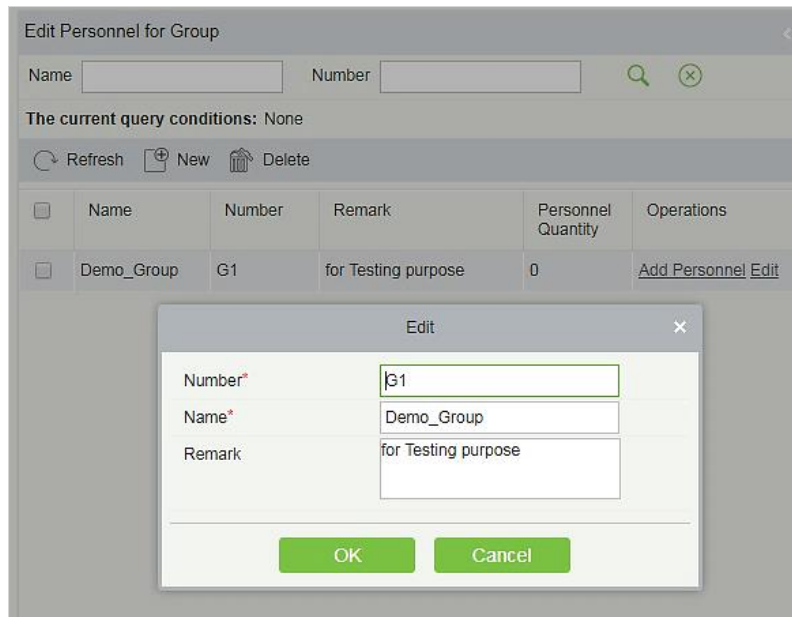 Edit Personnel for Group
Name Number
The current query conditions: None
Refresh New Delete
Name Number Remark Personnel Quantity Operations
Demo_Group G1 for Testing purpose 0 Add Personnel Edit
Edit
Number* G1
Name* Demo_Group
Remark for Testing purpose
OK Cancel